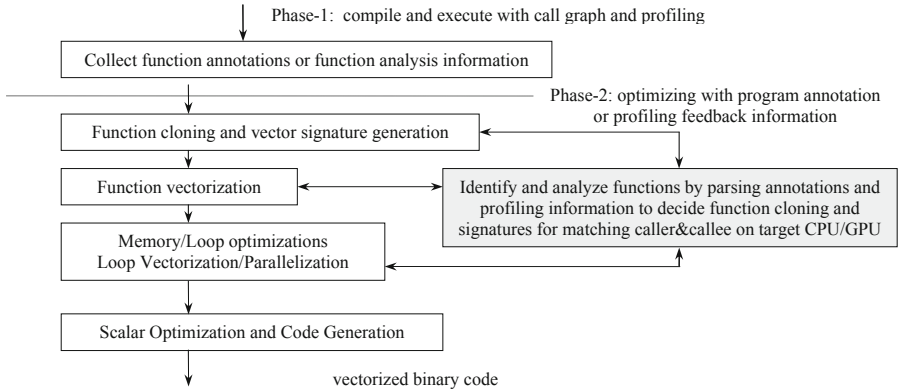 Phase-1:  compile and execute with call graph and profiling
Collect function annotations or function analysis information
Phase-2: optimizing with program annotation
or profiling feedback information
Function cloning and vector signature generation
Function vectorization
Identify and analyze functions by parsing annotations and
profiling information to decide function cloning and
signatures for matching caller&callee on target CPU/GPU
Memory/Loop optimizations
Loop Vectorization/Parallelization
Scalar Optimization and Code Generation
vectorized binary code